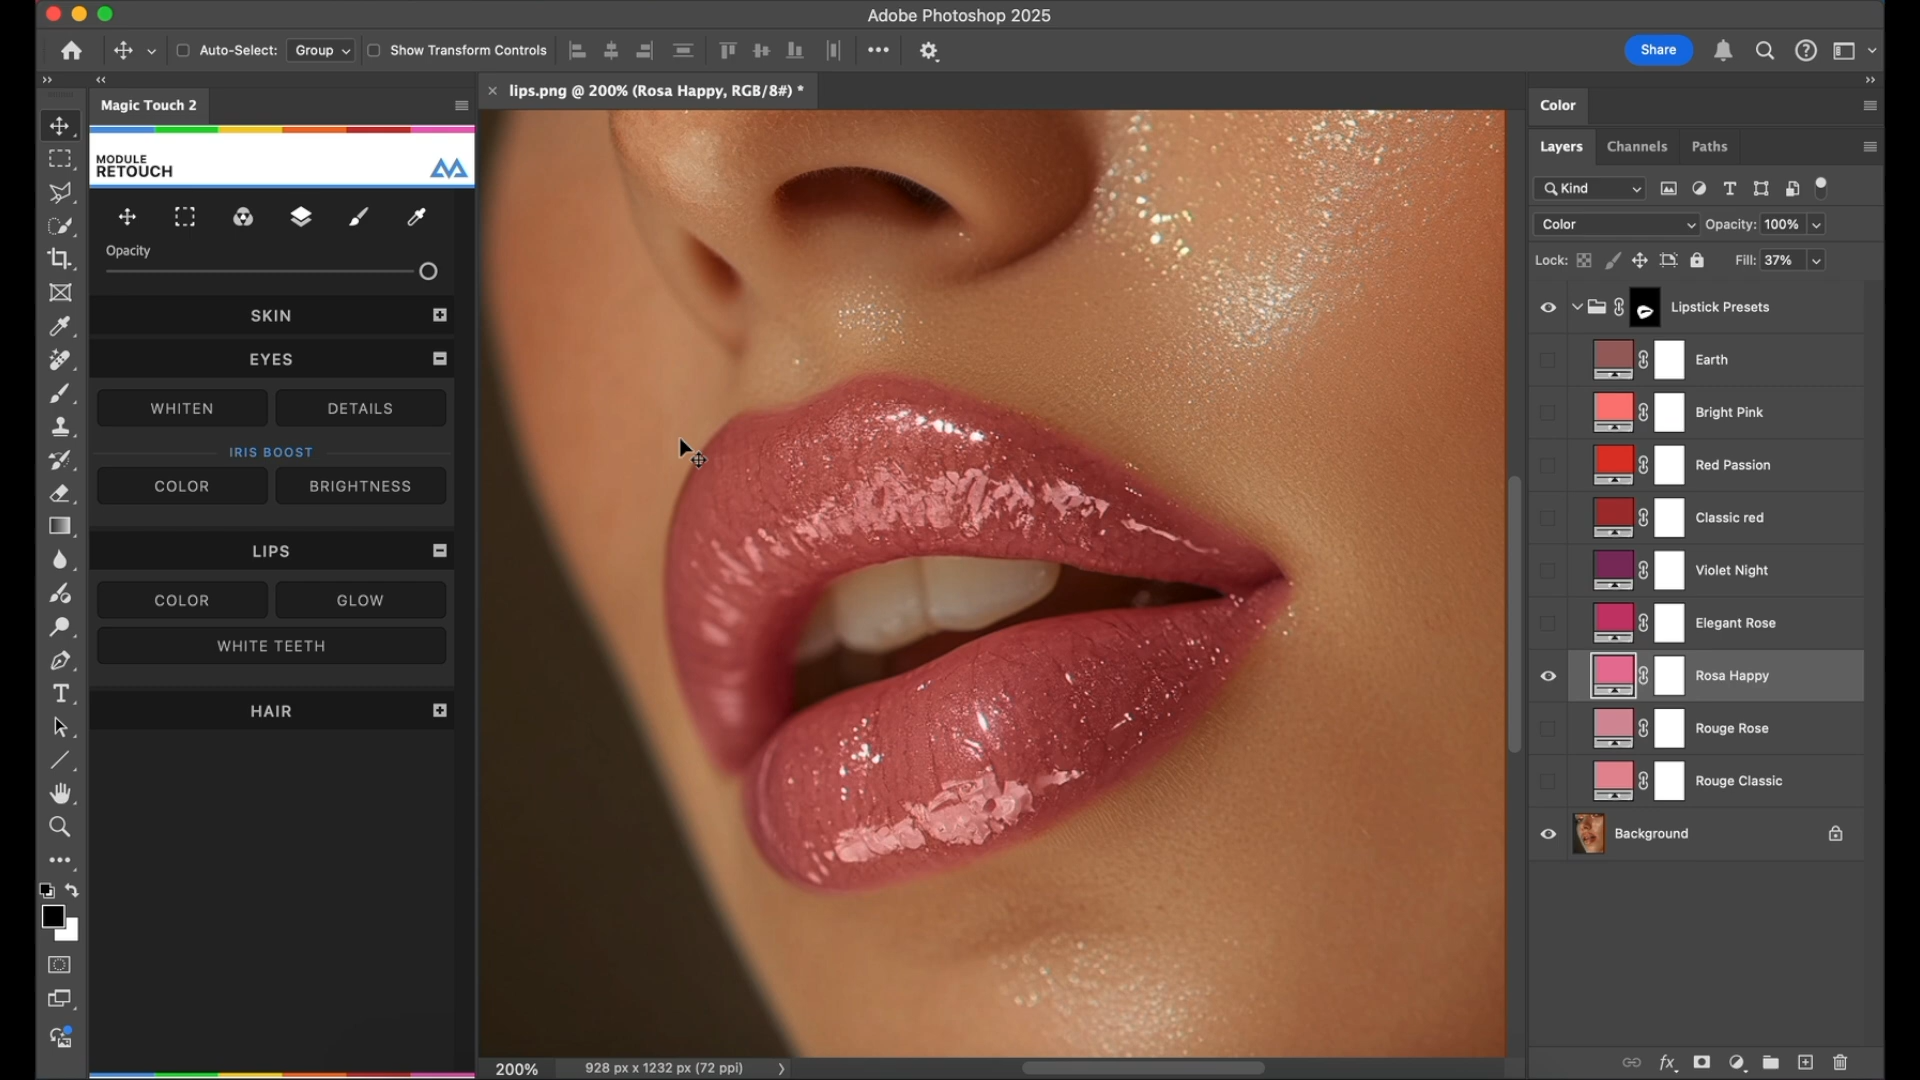 Adobe Photoshop 2025
Auto-Select: Group Show Transform Controls
Share
Magic Touch 2
lips.png @ 200% (Rosa Happy, RGB/8#) *
MODULE
RETOUCH
Opacity
SKIN
EYES
WHITEN DETAILS
IRIS BOOST
COLOR BRIGHTNESS
LIPS
COLOR GLOW
WHITE TEETH
HAIR
200% 928 px x 1232 px (72 ppi)
Color
Layers Channels Paths
Kind
Color Opacity: 100%
Lock: Fill: 37%
Lipstick Presets
Earth
Bright Pink
Red Passion
Classic red
Violet Night
Elegant Rose
Rosa Happy
Rouge Rose
Rouge Classic
Background